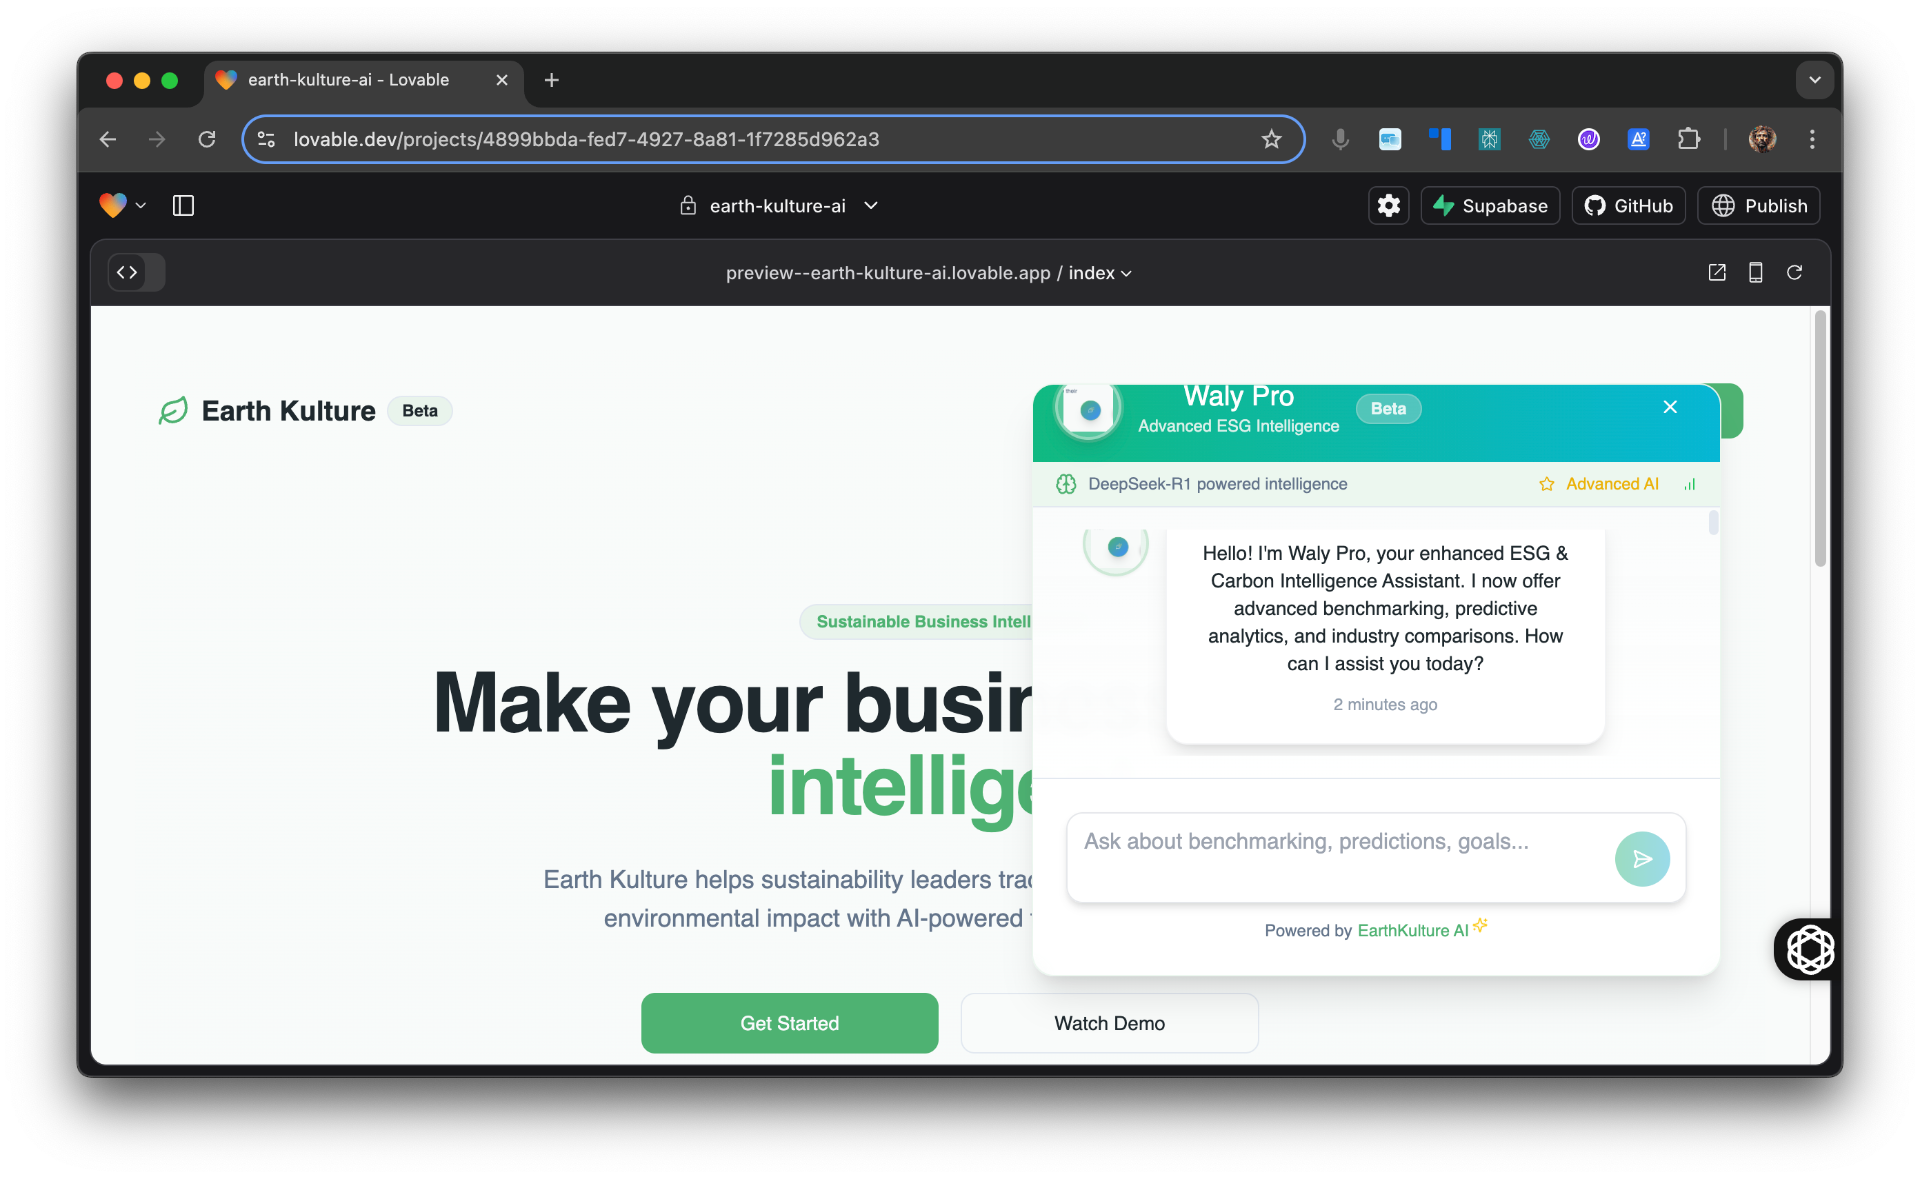 earth-kulture-ai - Lovable
lovable.dev/projects/4899bbda-fed7-4927-8a81-1f7285d962a3
earth-kulture-ai
Supabase
GitHub
Publish
preview--earth-kulture-ai.lovable.app / index
Earth Kulture
Beta
Waly Pro
Advanced ESG Intelligence
Beta
DeepSeek-R1 powered intelligence
Advanced AI
Hello! I'm Waly Pro, your enhanced ESG &
Carbon Intelligence Assistant. I now offer
advanced benchmarking, predictive
analytics, and industry comparisons. How
can I assist you today?
2 minutes ago
Ask about benchmarking, predictions, goals...
Powered by EarthKulture AI
Sustainable Business Intell
Make your busin
intellige
Earth Kulture helps sustainability leaders trac
environmental impact with AI-powered
Get Started
Watch Demo